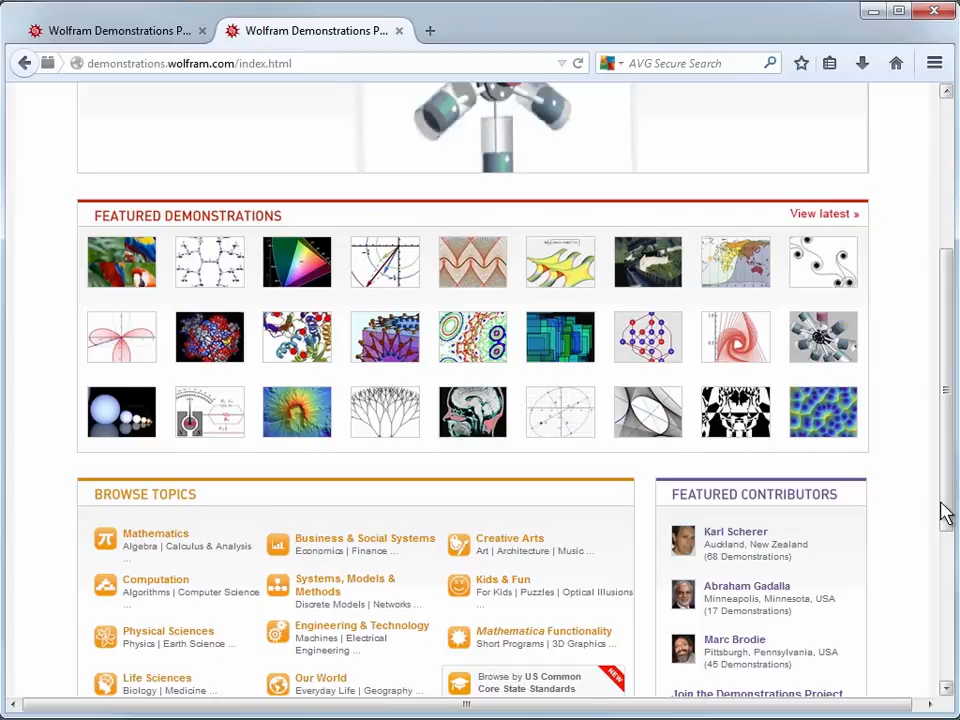 Wolfram Demonstrations P...
Wolfram Demonstrations P...
demonstrations.wolfram.com/index.html
AVG Secure Search
FEATURED DEMONSTRATIONS
View latest »
BROWSE TOPICS
Mathematics
Algebra | Calculus & Analysis
...
Business & Social Systems
Economics | Finance ...
Creative Arts
Art | Architecture | Music ...
Computation
Algorithms | Computer Science
...
Systems, Models &
Methods
Discrete Models | Networks ...
Kids & Fun
For Kids | Puzzles | Optical Illusions
...
Physical Sciences
Physics | Earth Science ...
Engineering & Technology
Machines | Electrical
Engineering ...
Mathematica Functionality
Short Programs | 3D Graphics ...
Life Sciences
Biology | Medicine ...
Our World
Everyday Life | Geography ...
Browse by US Common
Core State Standards
NEW
FEATURED CONTRIBUTORS
Karl Scherer
Auckland, New Zealand
(68 Demonstrations)
Abraham Gadalla
Minneapolis, Minnesota, USA
(17 Demonstrations)
Marc Brodie
Pittsburgh, Pennsylvania, USA
(45 Demonstrations)
Join the Demonstrations Project